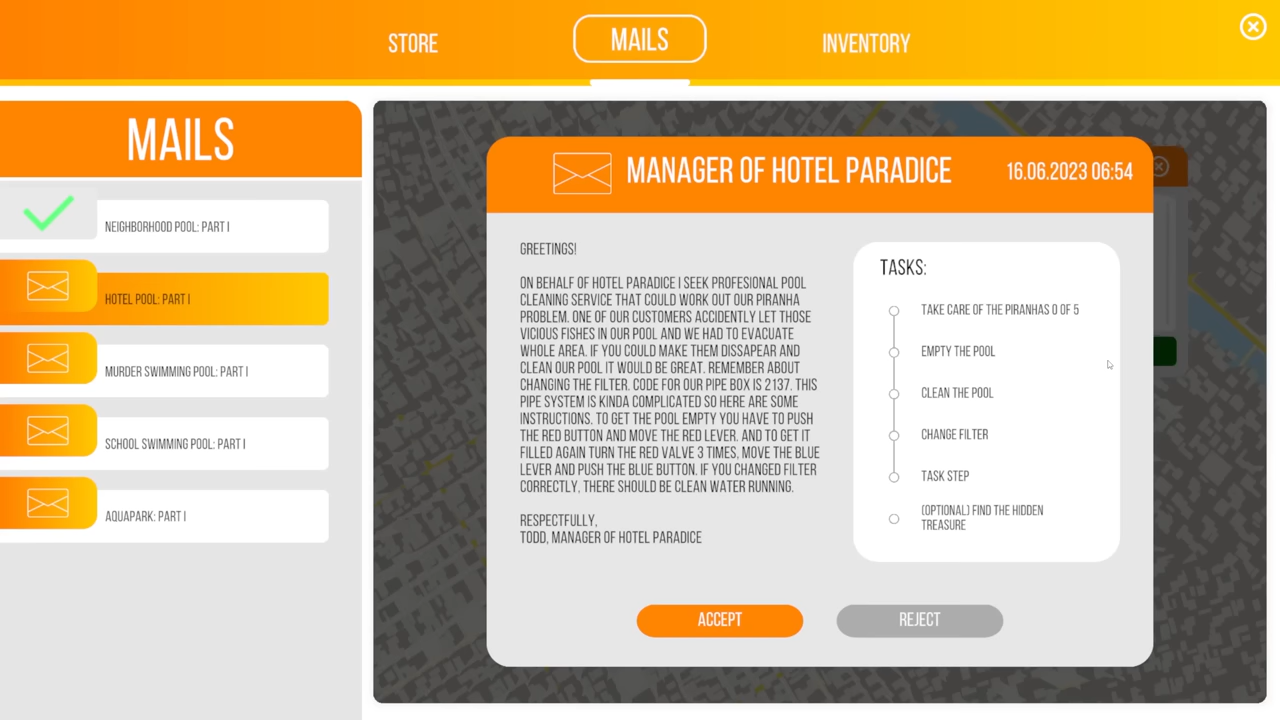 STORE
MAILS
INVENTORY
MAILS
NEIGHBORHOOD POOL: PART I
HOTEL POOL: PART I
MURDER SWIMMING POOL: PART I
SCHOOL SWIMMING POOL: PART I
AQUAPARK: PART I
MANAGER OF HOTEL PARADICE
16.06.2023 06:54
GREETINGS!
ON BEHALF OF HOTEL PARADICE I SEEK PROFESIONAL POOL
CLEANING SERVICE THAT COULD WORK OUT OUR PIRANHA
PROBLEM. ONE OF OUR CUSTOMERS ACCIDENTLY LET THOSE
VICIOUS FISHES IN OUR POOL AND WE HAD TO EVACUATE
WHOLE AREA. IF YOU COULD MAKE THEM DISSAPEAR AND
CLEAN OUR POOL IT WOULD BE GREAT. REMEMBER ABOUT
CHANGING THE FILTER. CODE FOR OUR PIPE BOX IS 2137. THIS
PIPE SYSTEM IS KINDA COMPLICATED SO HERE ARE SOME
INSTRUCTIONS. TO GET THE POOL EMPTY YOU HAVE TO PUSH
THE RED BUTTON AND MOVE THE RED LEVER. AND TO GET IT
FILLED AGAIN TURN THE RED VALVE 3 TIMES, MOVE THE BLUE
LEVER AND PUSH THE BLUE BUTTON. IF YOU CHANGED FILTER
CORRECTLY, THERE SHOULD BE CLEAN WATER RUNNING.
RESPECTFULLY,
TODD, MANAGER OF HOTEL PARADICE
TASKS:
TAKE CARE OF THE PIRANHAS 0 OF 5
EMPTY THE POOL
CLEAN THE POOL
CHANGE FILTER
TASK STEP
(OPTIONAL) FIND THE HIDDEN
TREASURE
ACCEPT
REJECT